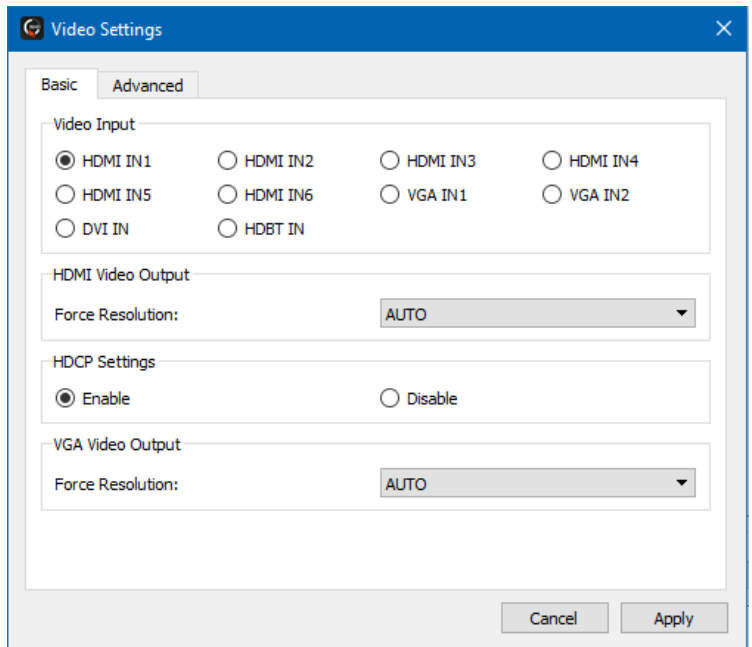 Video Settings
Basic Advanced
Video Input
HDMI IN1 HDMI IN2 HDMI IN3 HDMI IN4
HDMI IN5 HDMI IN6 VGA IN1 VGA IN2
DVI IN HDBT IN
HDMI Video Output
Force Resolution: AUTO
HDCP Settings
Enable Disable
VGA Video Output
Force Resolution: AUTO
Cancel Apply